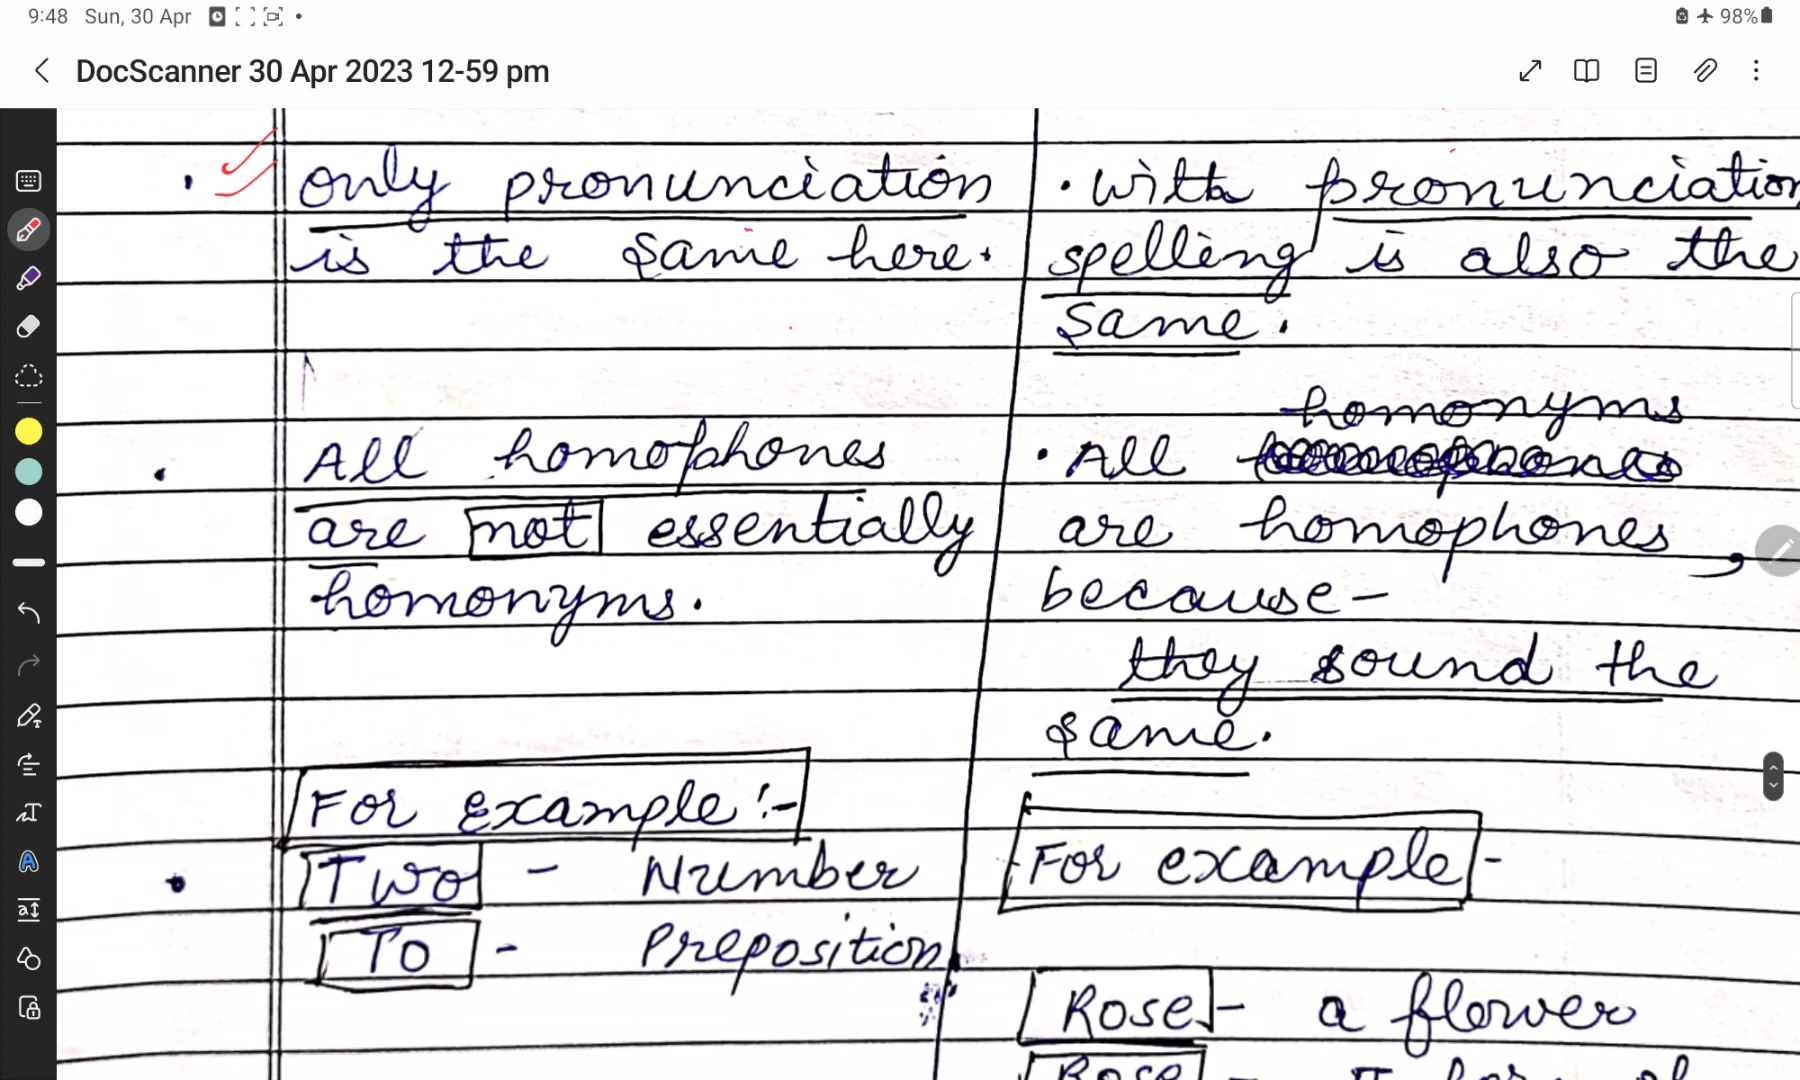 9:48 Sun, 30 Apr
98%
DocScanner 30 Apr 2023 12-59 pm
only pronunciation
is the same here.
All homophones
are not essentially
homonyms.
For example :-
Two - Number
To - Preposition
with pronunciation
spelling is also the
same.
homonyms
All
are homophones,
because -
they sound the
same.
For example -
Rose - a flower
Rose -